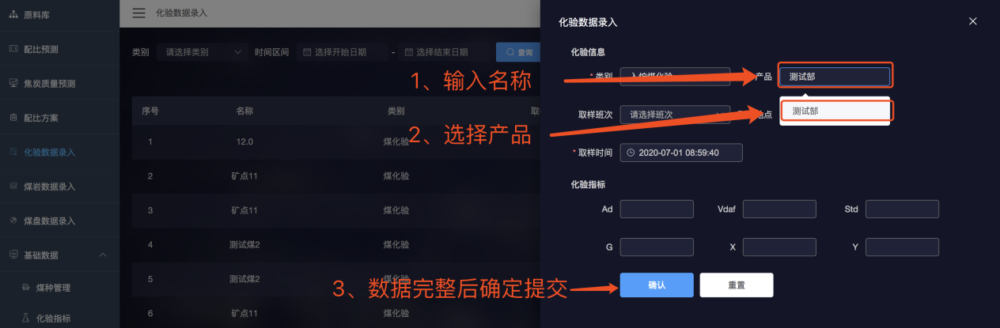 原料库
配比预测
焦炭质量预测
配比方案
化验数据录入
煤岩数据录入
煤盘数据录入
基础数据
煤种管理
化验指标
化验数据录入
类别 请选择类别 时间区间 选择开始日期 - 选择结束日期 查询
1、输入名称
序号 名称 类别 取
1 12.0 煤化验
2、选择产品
2 矿点11 煤化验
3 矿点11 煤化验
4 测试煤2 煤化验
5 测试煤2 煤化验
3、数据完整后确定提交
6 矿点11 煤化验
化验数据录入
化验信息
* 类别 入炉煤化验 产品 测试部
测试部
取样班次 请选择班次 地点
* 取样时间 2020-07-01 08:59:40
化验指标
Ad Vdaf Std
G X Y
确认 重置